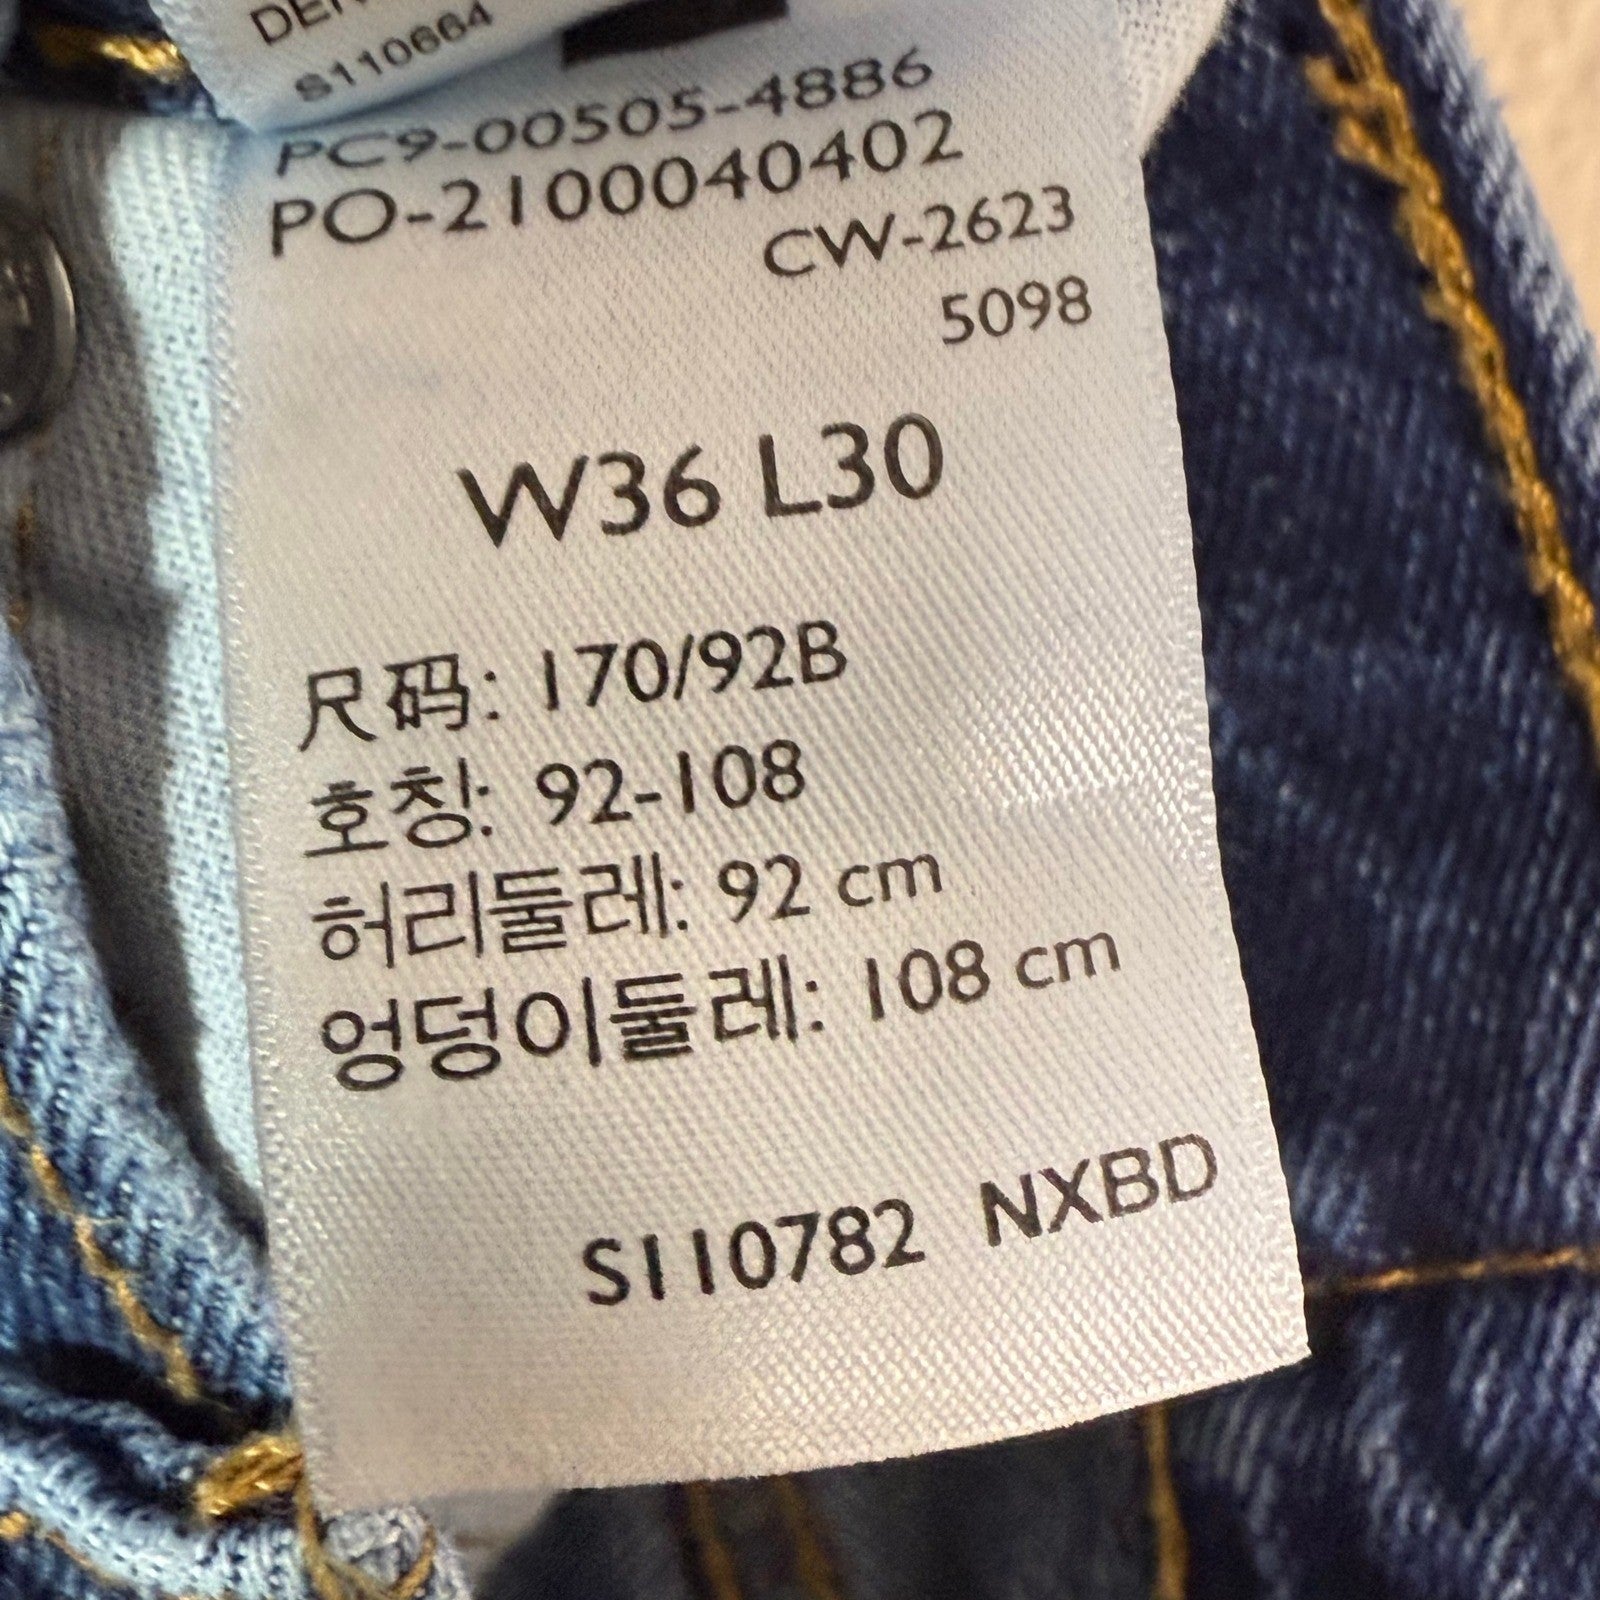 S110664
PC9-00505-4886
PO-2100040402
CW-2623
5098
W36 L30
尺码: 170/92B
호칭: 92-108
허리둘레: 92 cm
엉덩이둘레: 108 cm
S110782 NXBD